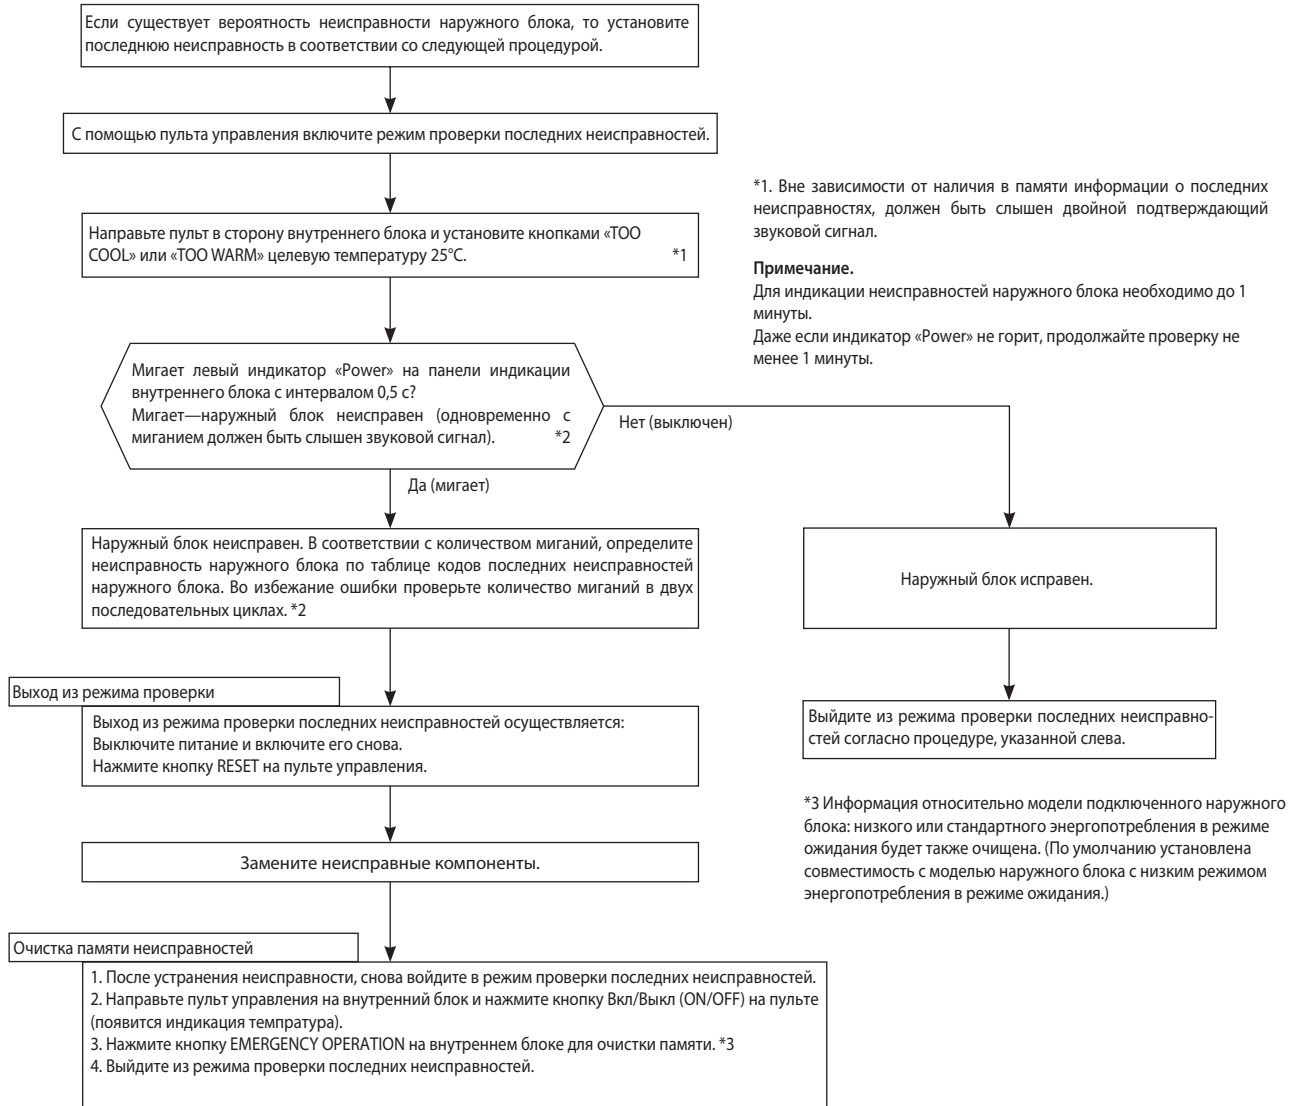 Если существует вероятность неисправности наружного блока, то установите
последнюю неисправность в соответствии со следующей процедурой.
С помощью пульта управления включите режим проверки последних неисправностей.
Направьте пульт в сторону внутреннего блока и установите кнопками «TOO
COOL» или «TOO WARM» целевую температуру 25°C. *1
*1. Вне зависимости от наличия в памяти информации о последних
неисправностях, должен быть слышен двойной подтверждающий
звуковой сигнал.
Примечание.
Для индикации неисправностей наружного блока необходимо до 1
минуты.
Даже если индикатор «Power» не горит, продолжайте проверку не
менее 1 минуты.
Мигает левый индикатор «Power» на панели индикации
внутреннего блока с интервалом 0,5 с?
Мигает—наружный блок неисправен (одновременно с
миганием должен быть слышен звуковой сигнал). *2
Нет (выключен)
Да (мигает)
Наружный блок неисправен. В соответствии с количеством миганий, определите
неисправность наружного блока по таблице кодов последних неисправностей
наружного блока. Во избежание ошибки проверьте количество миганий в двух
последовательных циклах. *2
Наружный блок исправен.
Выход из режима проверки
Выход из режима проверки последних неисправностей осуществляется:
Выключите питание и включите его снова.
Нажмите кнопку RESET на пульте управления.
Выйдите из режима проверки последних неисправно-
стей согласно процедуре, указанной слева.
*3 Информация относительно модели подключенного наружного
блока: низкого или стандартного энергопотребления в режиме
ожидания будет также очищена. (По умолчанию установлена
совместимость с моделью наружного блока с низким режимом
энергопотребления в режиме ожидания.)
Замените неисправные компоненты.
Очистка памяти неисправностей
1. После устранения неисправности, снова войдите в режим проверки последних неисправностей.
2. Направьте пульт управления на внутренний блок и нажмите кнопку Вкл/Выкл (ON/OFF) на пульте
(появится индикация темпратура).
3. Нажмите кнопку EMERGENCY OPERATION на внутреннем блоке для очистки памяти. *3
4. Выйдите из режима проверки последних неисправностей.